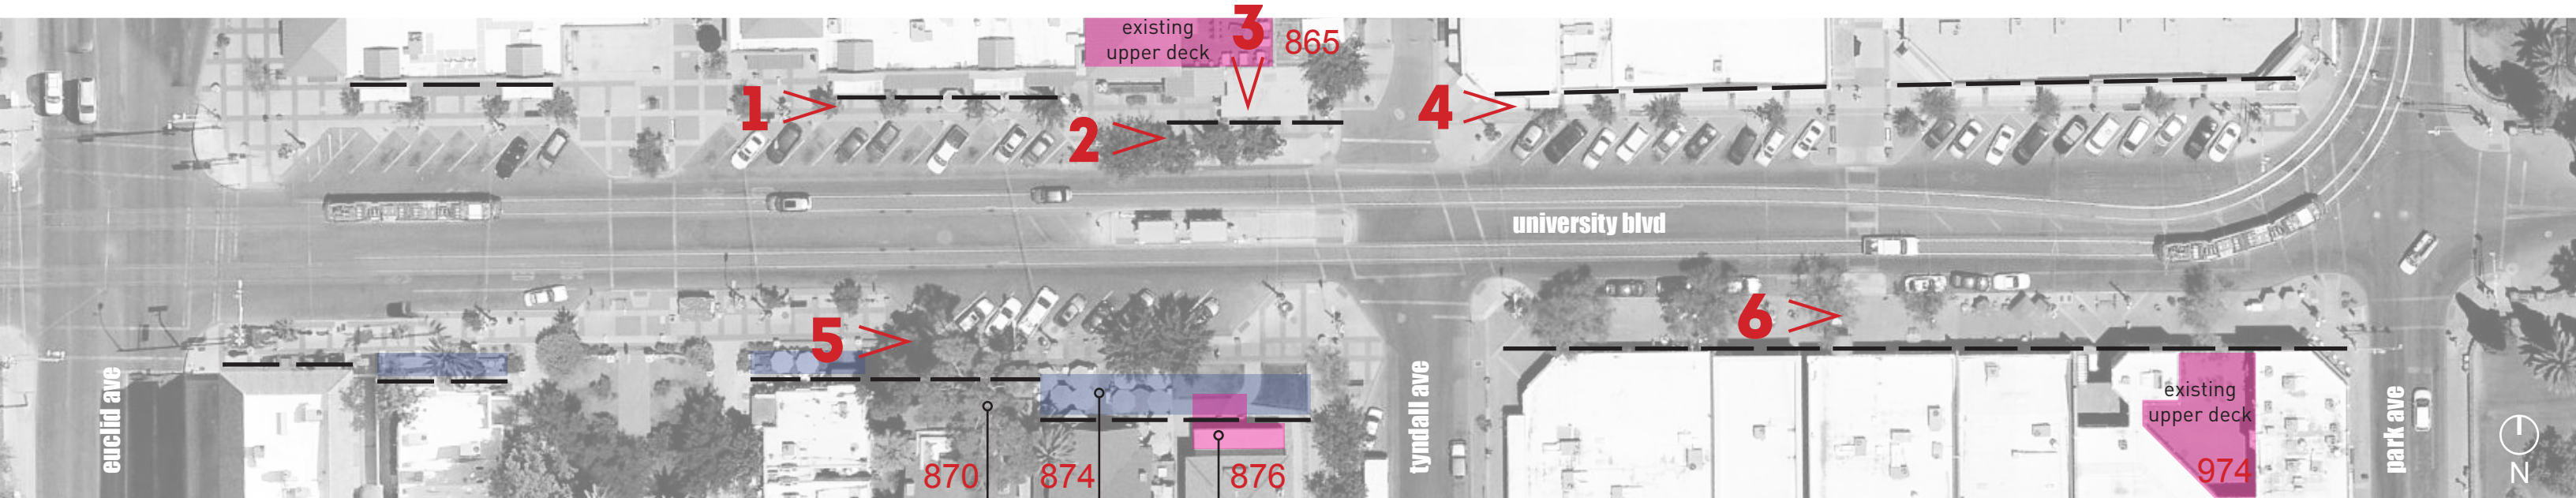 existing
upper deck
3
865
1
2
4
university blvd
5
6
euclid ave
tyndall ave
park ave
existing
upper deck
870
874
876
974
N